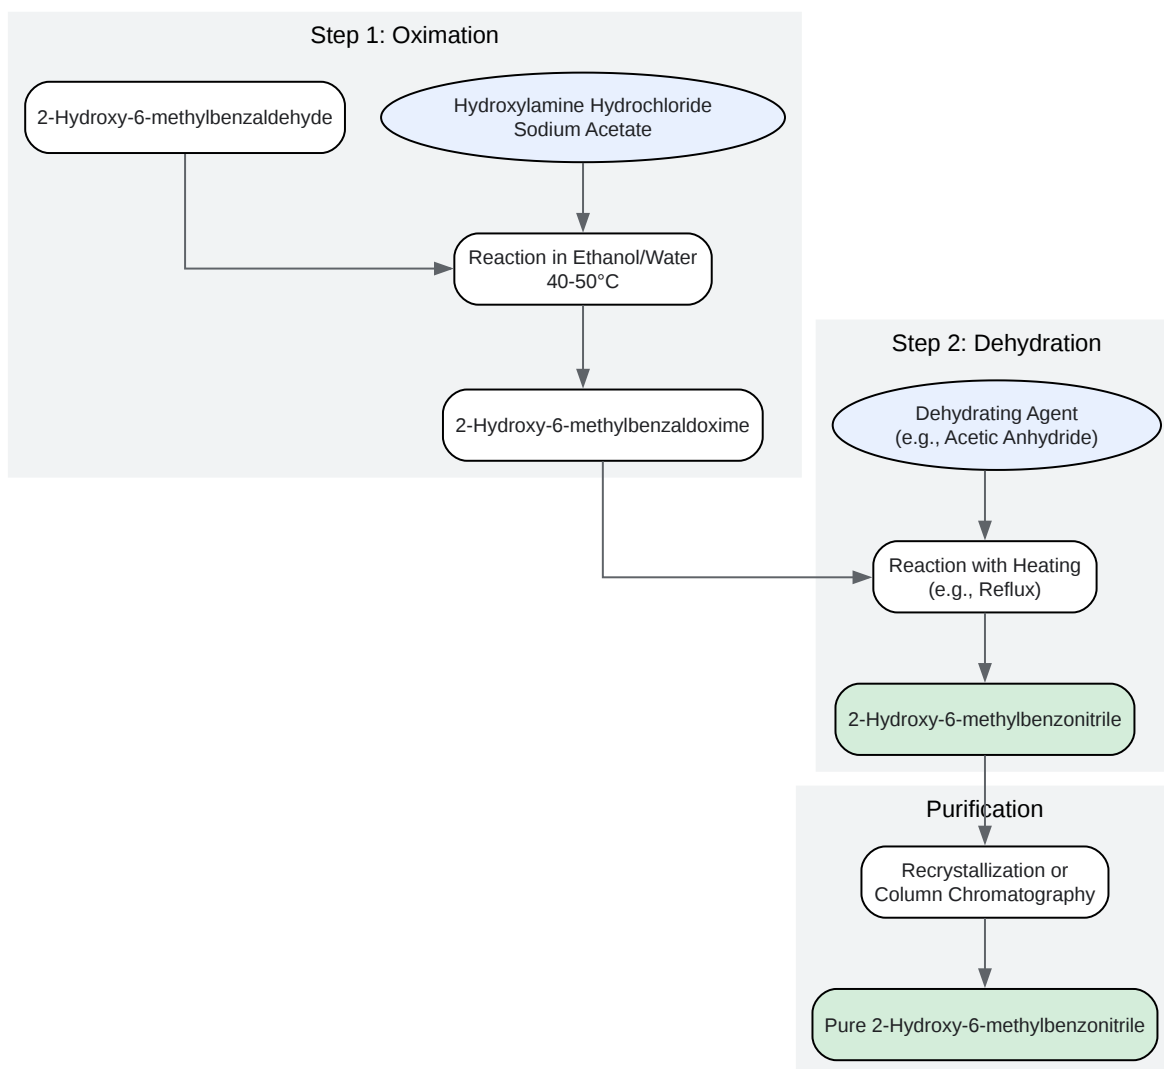 Step 1: Oximation
2-Hydroxy-6-methylbenzaldehyde
Hydroxylamine Hydrochloride
Sodium Acetate
Reaction in Ethanol/Water
40-50°C
2-Hydroxy-6-methylbenzaldoxime
Step 2: Dehydration
Dehydrating Agent
(e.g., Acetic Anhydride)
Reaction with Heating
(e.g., Reflux)
2-Hydroxy-6-methylbenzonitrile
Purification
Recrystallization or
Column Chromatography
Pure 2-Hydroxy-6-methylbenzonitrile